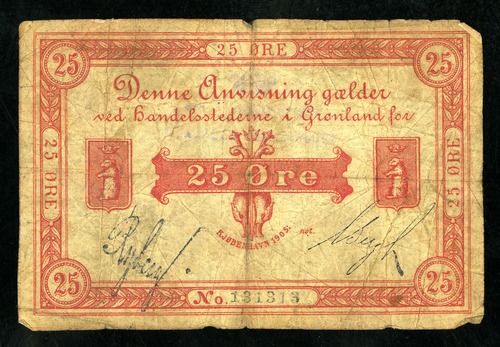 25 ØRE
25 25
Denne Anvisning gælder
ved Handelsstederne i Grønland for
25 ØRE
25 ØRE
25 Øre
KJØBENHAVN 1905.
not.
25 25
No. 131313